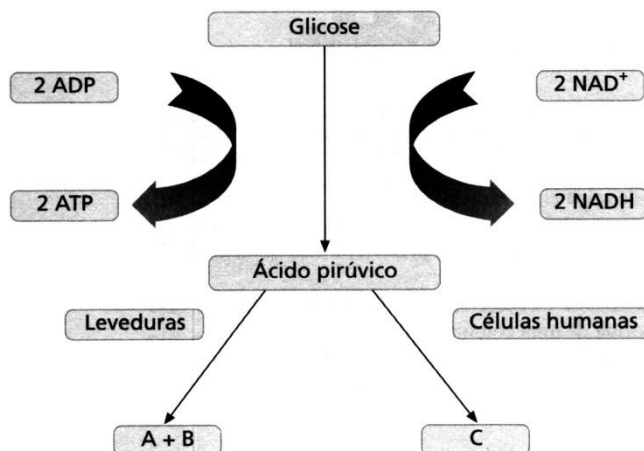 Glicose
2 ADP
2 NAD⁺
2 ATP
2 NADH
Ácido pirúvico
Leveduras
Células humanas
A + B
C